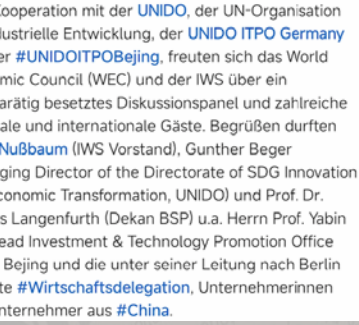 Kooperation mit der UNIDO, der UN-Organisation
dustrielle Entwicklung, der UNIDO ITPO Germany
er #UNIDOITPOBejing, freuten sich das World
mic Council (WEC) und der IWS über ein
arätig besetztes Diskussionspanel und zahlreiche
ale und internationale Gäste. Begrüßen durften
Nußbaum (IWS Vorstand), Gunther Beger
ging Director of the Directorate of SDG Innovation
conomic Transformation, UNIDO) und Prof. Dr.
s Langenfurth (Dekan BSP) u.a. Herrn Prof. Yabin
ead Investment & Technology Promotion Office
Bejing und die unter seiner Leitung nach Berlin
te #Wirtschaftsdelegation, Unternehmerinnen
nternehmer aus #China.